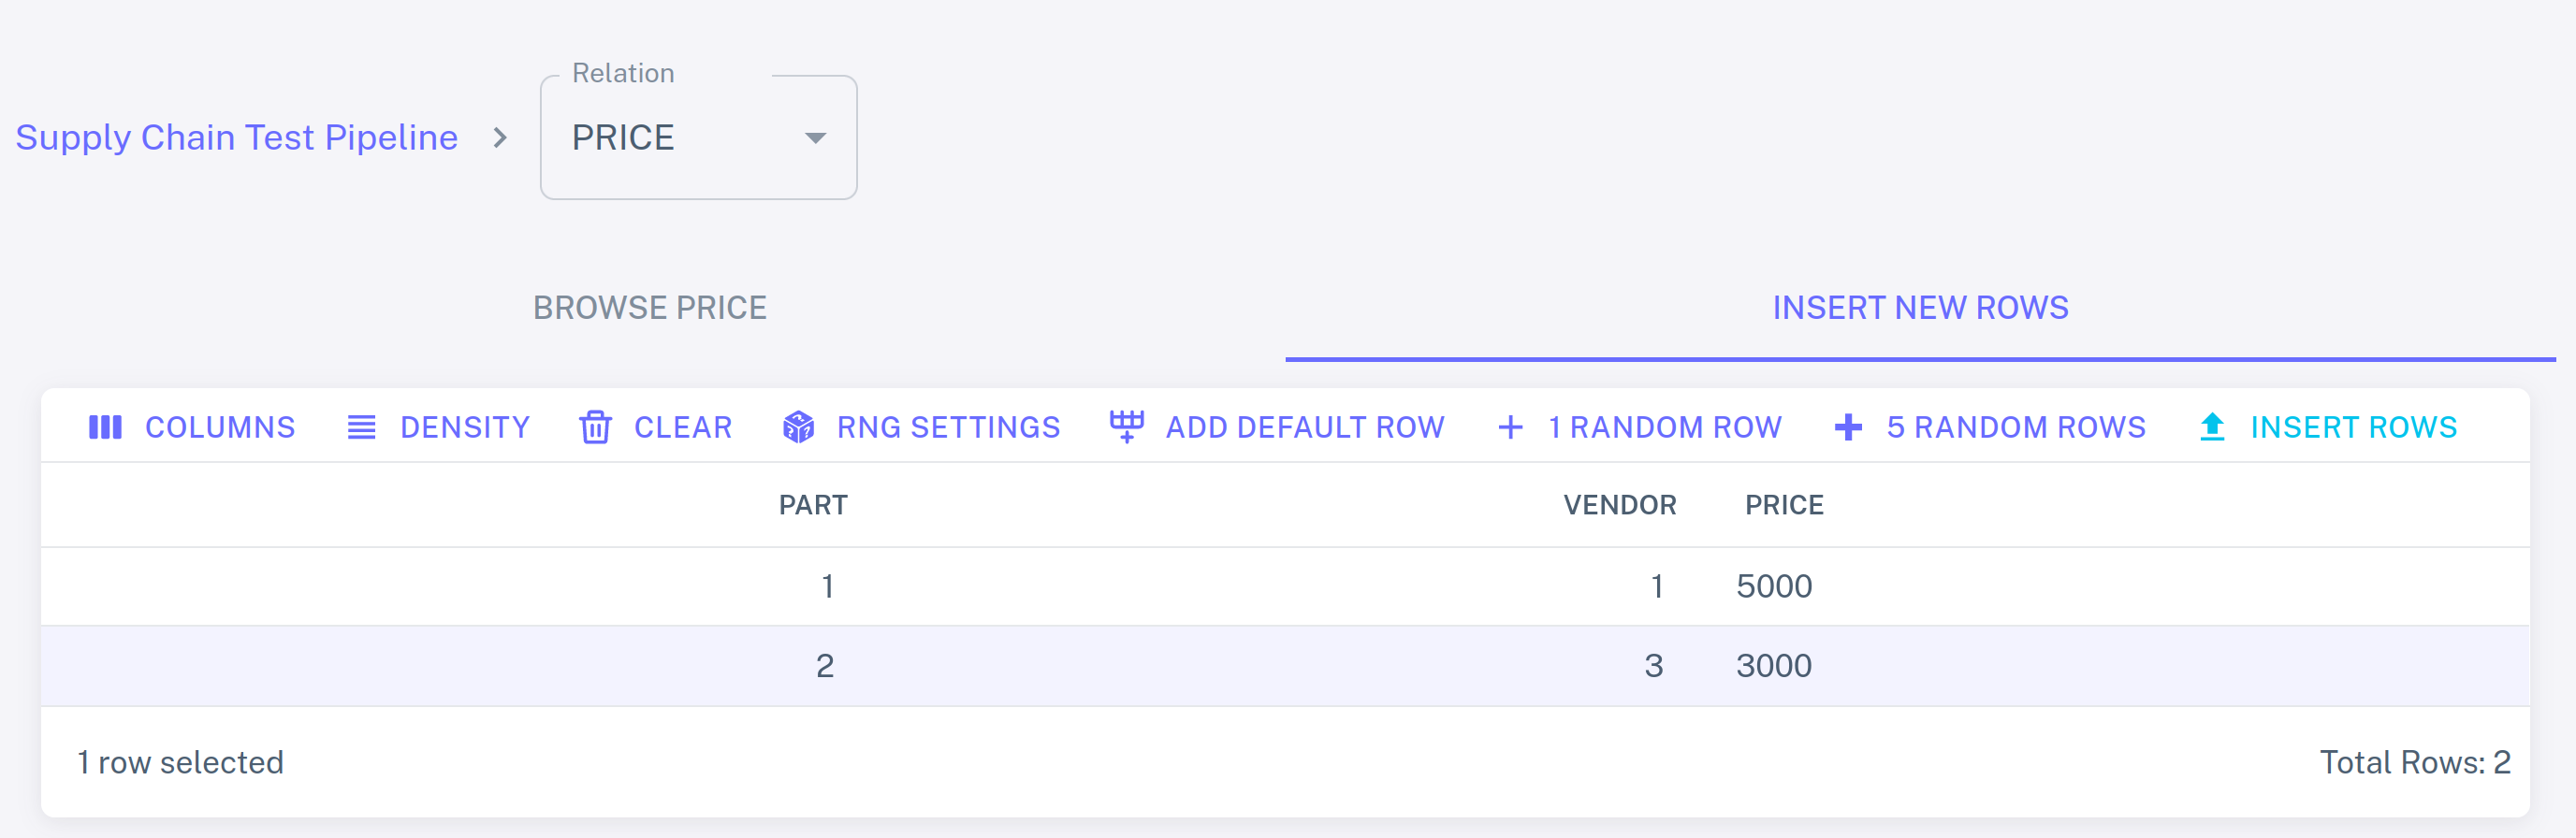 Relation
Supply Chain Test Pipeline > PRICE
BROWSE PRICE INSERT NEW ROWS
COLUMNS DENSITY CLEAR RNG SETTINGS ADD DEFAULT ROW 1 RANDOM ROW 5 RANDOM ROWS INSERT ROWS
PART VENDOR PRICE
1 1 5000
2 3 3000
1 row selected Total Rows: 2